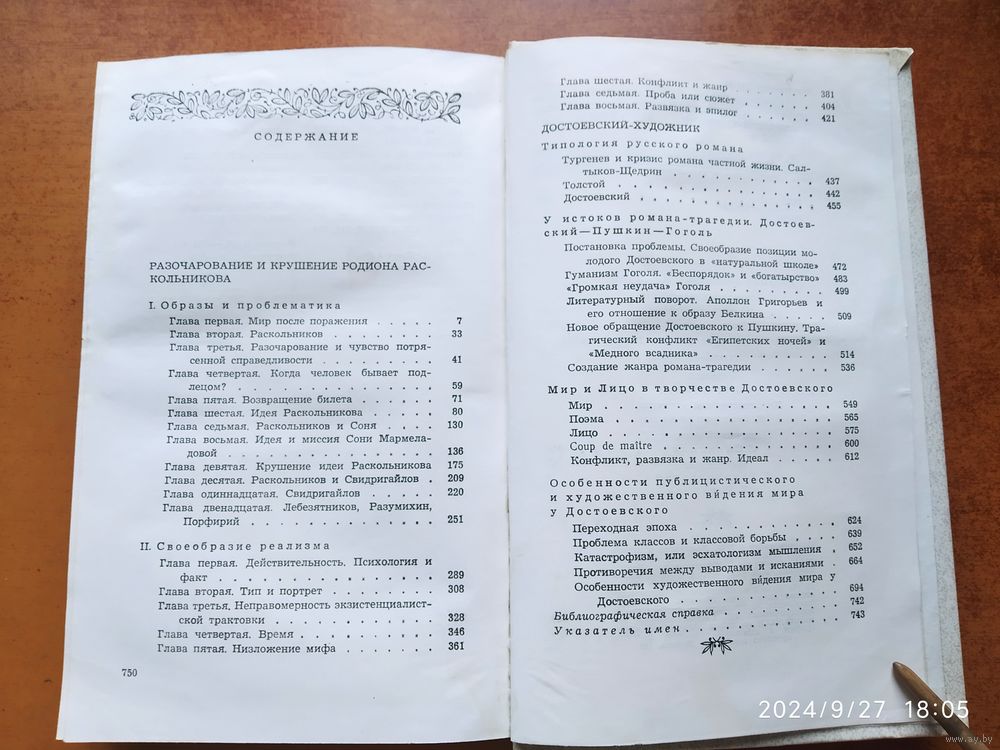 СОДЕРЖАНИЕ
РАЗОЧАРОВАНИЕ И КРУШЕНИЕ РОДИОНА РАС-
КОЛЬНИКОВА
I. Образы и проблематика
Глава первая. Мир после поражения . . . . . 7
Глава вторая. Раскольников . . . . . . . 33
Глава третья. Разочарование и чувство потря-
сенной справедливости . . . . . . . . 41
Глава четвертая. Когда человек бывает под-
лецом? . . . . . . . . . . . . . 59
Глава пятая. Возвращение билета . . . . . 71
Глава шестая. Идея Раскольникова . . . . . 80
Глава седьмая. Раскольников и Соня . . . . 130
Глава восьмая. Идея и миссия Сони Мармела-
довой . . . . . . . . . . . . . . 136
Глава девятая. Крушение идеи Раскольникова 175
Глава десятая. Раскольников и Свидригайлов . 209
Глава одиннадцатая. Свидригайлов . . . . . 220
Глава двенадцатая. Лебезятников, Разумихин,
Порфирий . . . . . . . . . . . . 251
II. Своеобразие реализма
Глава первая. Действительность. Психология и
факт . . . . . . . . . . . . . . 289
Глава вторая. Тип и портрет . . . . . . . 308
Глава третья. Неправомерность экзистенциалист-
ской трактовки . . . . . . . . . . 328
Глава четвертая. Время . . . . . . . . . 346
Глава пятая. Низложение мифа . . . . . . 361
750
Глава шестая. Конфликт и жанр . . . . . . 381
Глава седьмая. Проба или сюжет . . . . . . 404
Глава восьмая. Развязка и эпилог . . . . . . 421
ДОСТОЕВСКИЙ-ХУДОЖНИК
Типология русского романа
Тургенев и кризис романа частной жизни. Сал-
тыков-Щедрин . . . . . . . . . . 437
Толстой . . . . . . . . . . . . . 442
Достоевский . . . . . . . . . . . . 455
У истоков романа-трагедии. Достоев-
ский—Пушкин—Гоголь
Постановка проблемы. Своеобразие позиции мо-
лодого Достоевского в «натуральной школе» 472
Гуманизм Гоголя. «Беспорядок» и «богатырство» 483
«Громкая неудача» Гоголя . . . . . . . . 499
Литературный поворот. Аполлон Григорьев и
его отношение к образу Белкина . . . . . 509
Новое обращение Достоевского к Пушкину. Тра-
гический конфликт «Египетских ночей» и
«Медного всадника» . . . . . . . . . 514
Создание жанра романа-трагедии . . . . . . 536
Мир и Лицо в творчестве Достоевского
Мир . . . . . . . . . . . . . . 549
Поэма . . . . . . . . . . . . . . 565
Лицо . . . . . . . . . . . . . . 575
Coup de maître . . . . . . . . . . . 600
Конфликт, развязка и жанр. Идеал . . . . . 612
Особенности публицистического
и художественного ви́дения мира
у Достоевского
Переходная эпоха . . . . . . . . . . 624
Проблема классов и классовой борьбы . . . . 639
Катастрофизм, или эсхатологизм мышления . 652
Противоречия между выводами и исканиями . 664
Особенности художественного ви́дения мира у
Достоевского . . . . . . . . . . . 694
Библиографическая справка . . . . . . . . 742
Указатель имен . . . . . . . . . . . 743
2024/9/27 18:05
www.ay.by